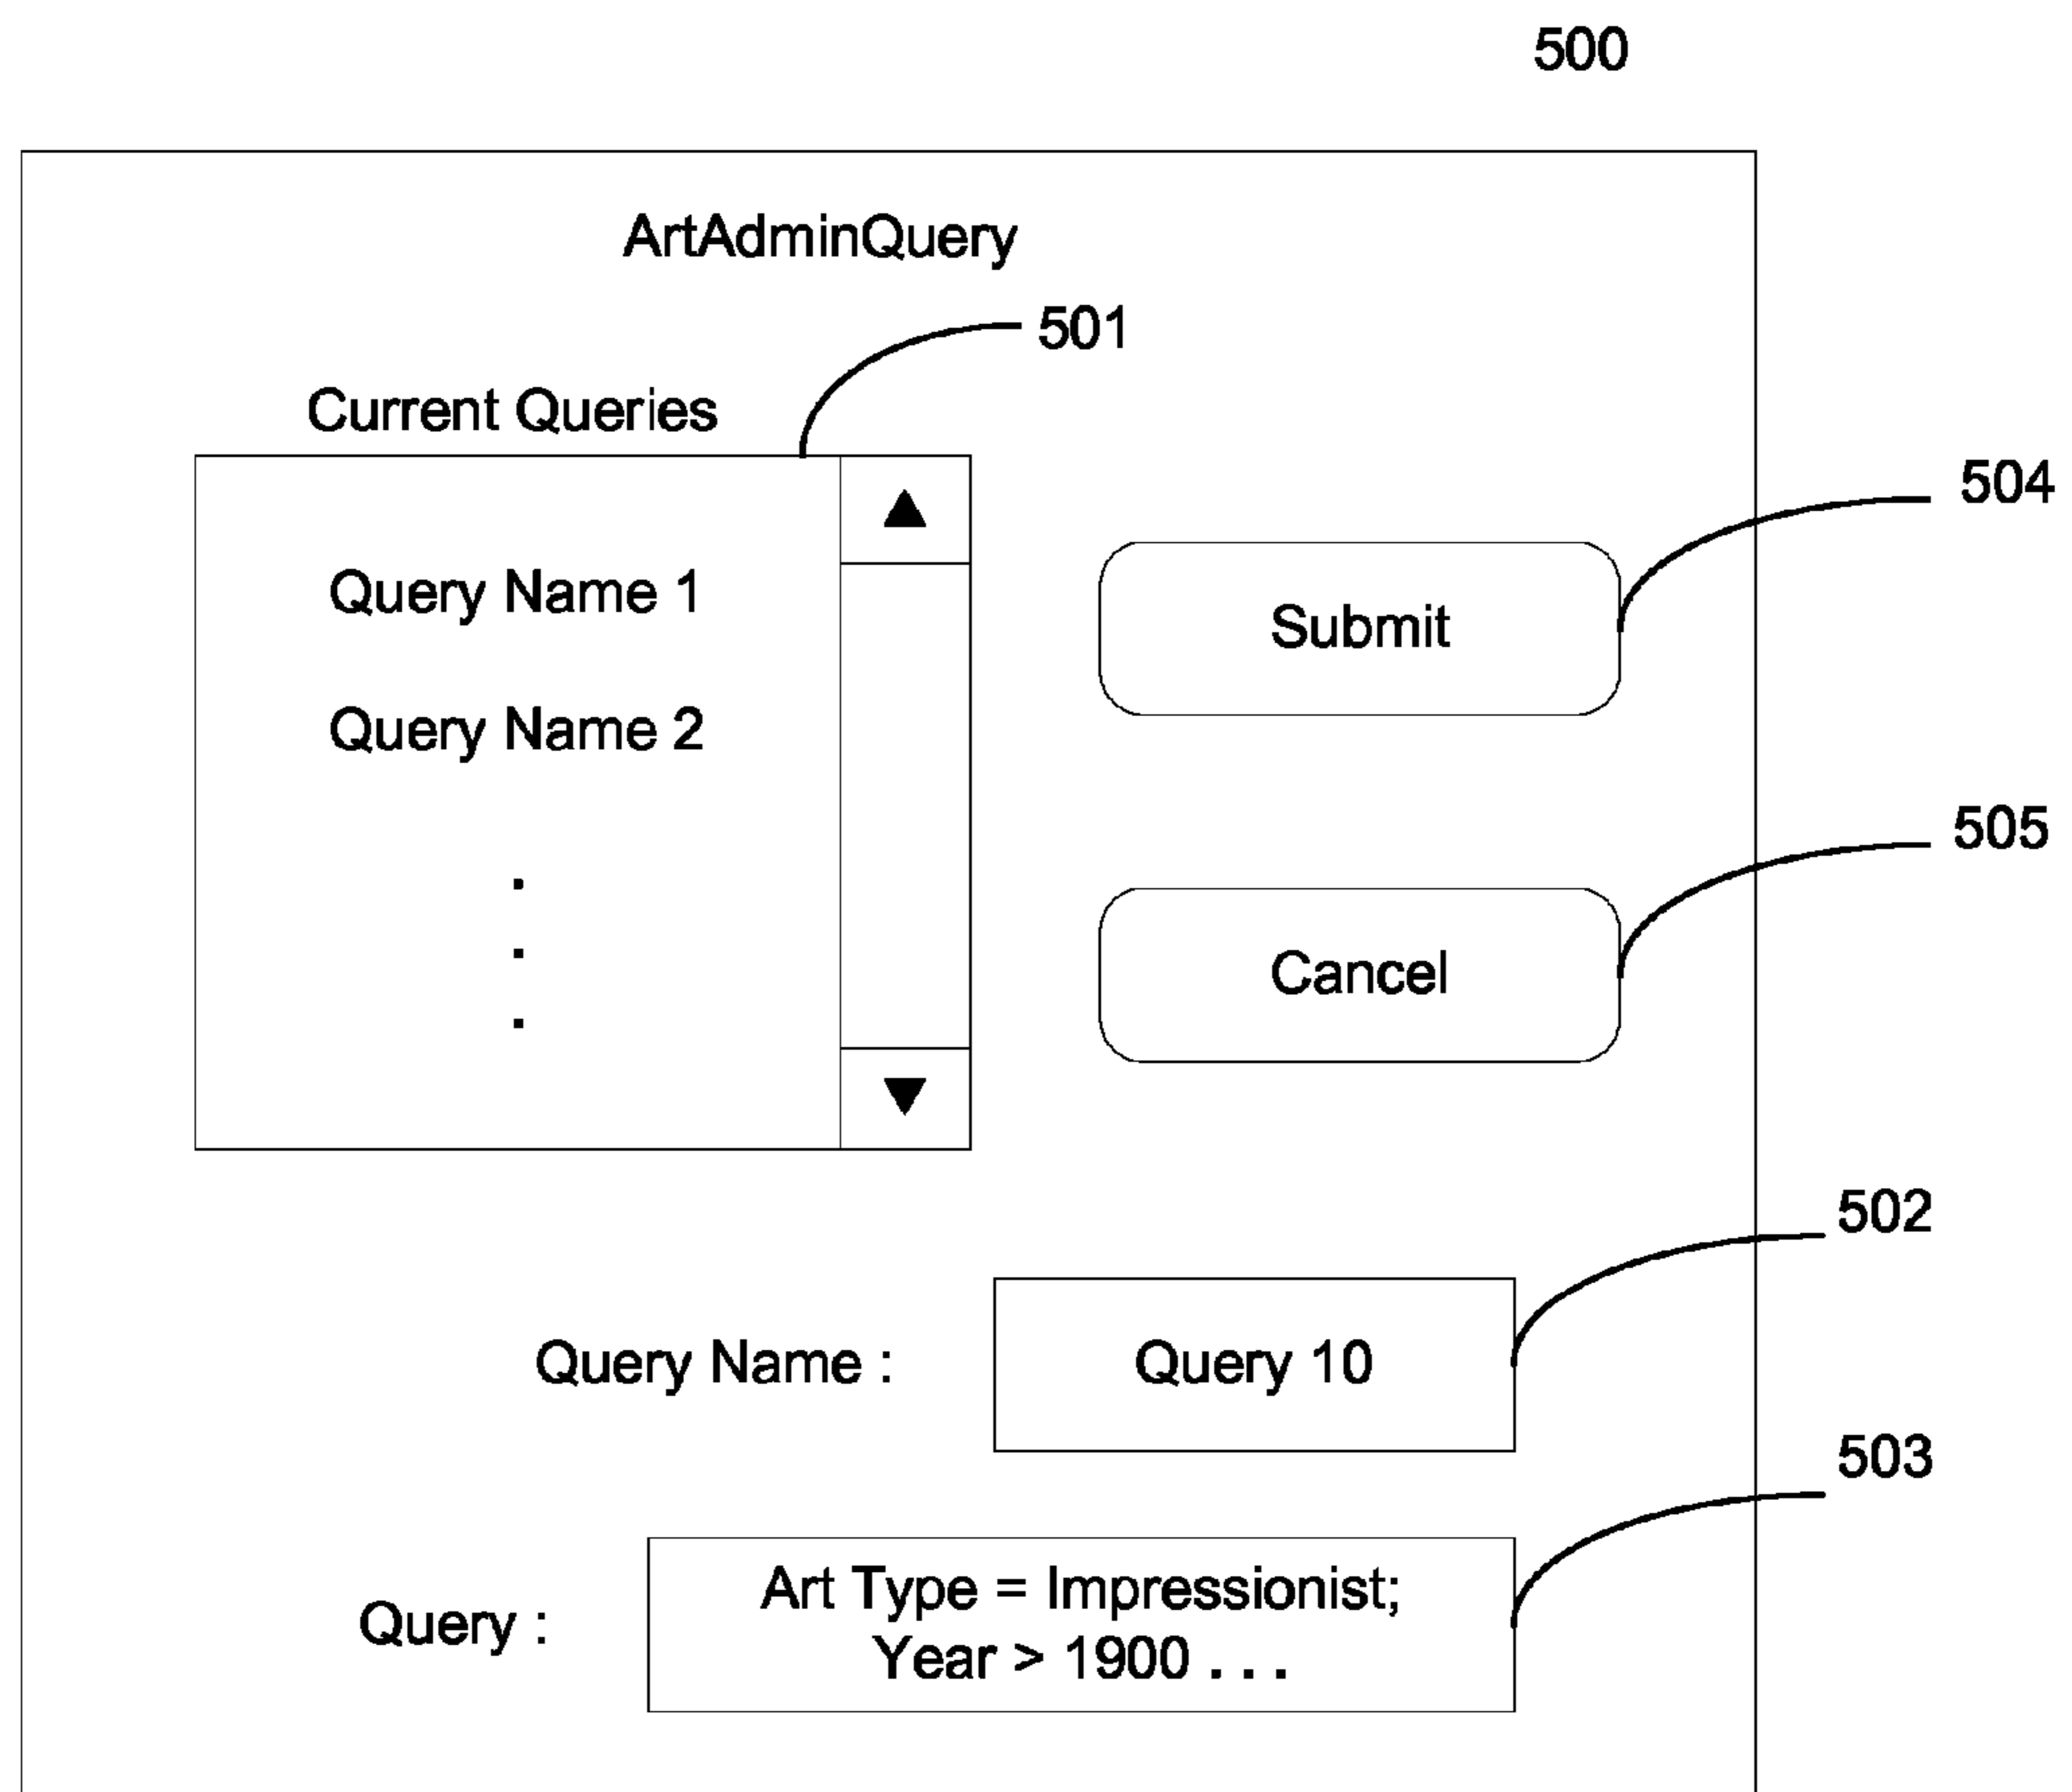 500
ArtAdminQuery
501
Current Queries
504
Query Name 1
Submit
Query Name 2
505
.
.
.
Cancel
502
Query Name :
Query 10
503
Query :
Art Type = Impressionist;
Year > 1900 . . .